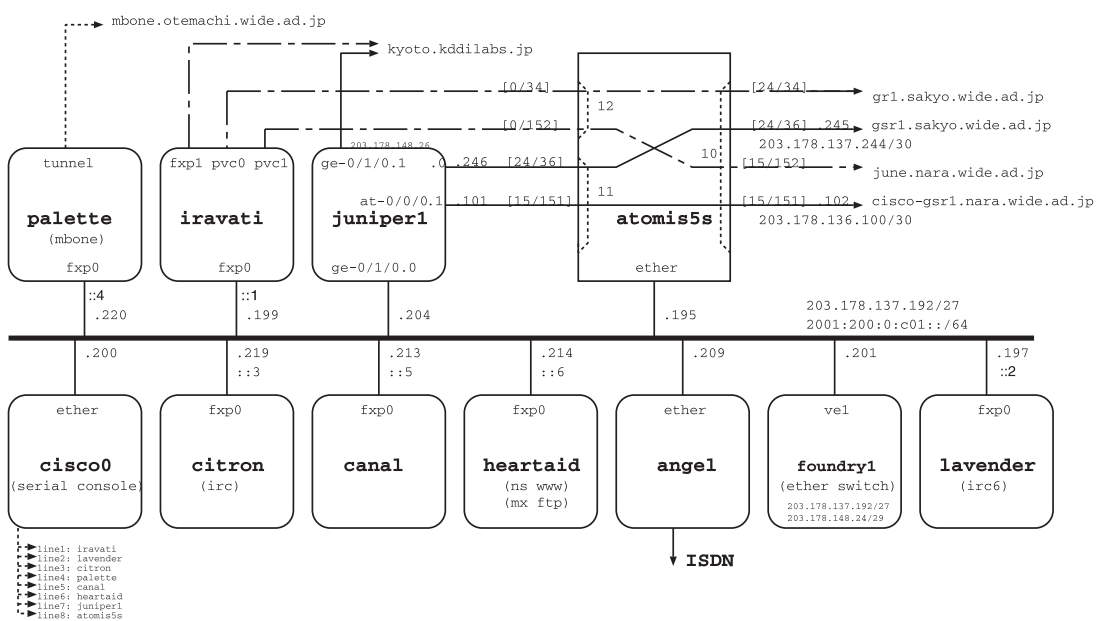 mbone.otemachi.wide.ad.jp
kyoto.kddilabs.jp
[0/34]
[24/34]
gr1.sakyo.wide.ad.jp
12
[0/152]
[24/36] .245
gsr1.sakyo.wide.ad.jp
203.178.137.244/30
203.178.148.26
10
tunnel
fxp1 pvc0 pvc1
ge-0/1/0.1
.0 .246
[24/36]
[15/152]
june.nara.wide.ad.jp
11
at-0/0/0.1 .101
[15/151]
[15/151] .102
cisco-gsr1.nara.wide.ad.jp
203.178.136.100/30
palette
(mbone)
iravati
juniper1
atomis5s
fxp0
fxp0
ge-0/1/0.0
ether
::4
.220
::1
.199
.204
.195
203.178.137.192/27
2001:200:0:c01::/64
.200
.219
::3
.213
::5
.214
::6
.209
.201
.197
::2
ether
fxp0
fxp0
fxp0
ether
ve1
fxp0
cisco0
(serial console)
citron
(irc)
canal
heartaid
(ns www)
(mx ftp)
angel
foundry1
(ether switch)
203.178.137.192/27
203.178.148.24/29
lavender
(irc6)
ISDN
line1: iravati
line2: lavender
line3: citron
line4: palette
line5: canal
line6: heartaid
line7: juniper1
line8: atomis5s